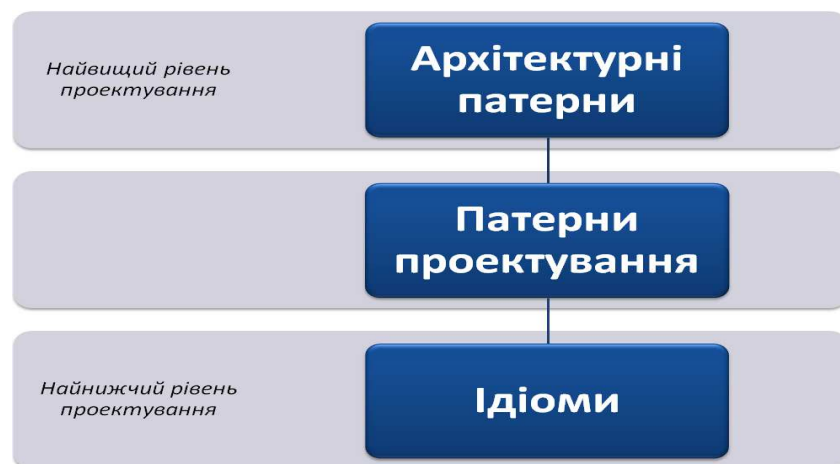 Найвищий рівень
проектування
Архітектурні
патерни
Патерни
проектування
Найнижчий рівень
проектування
Ідіоми